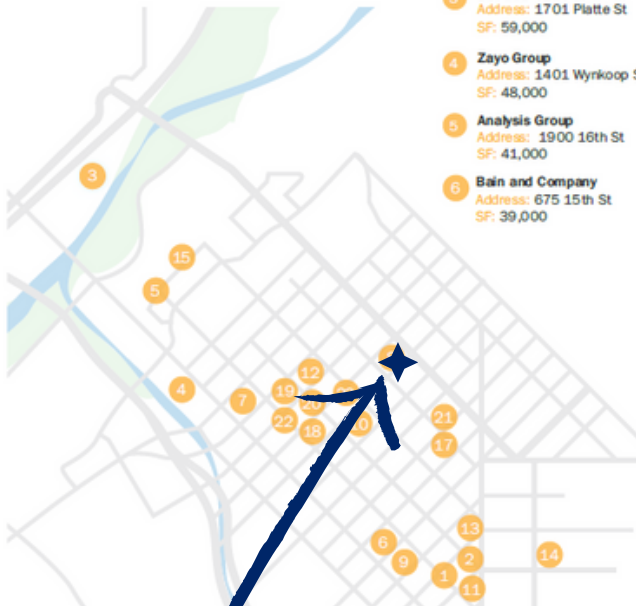 Address: 1701 Platte St
SF: 59,000
4 Zayo Group
Address: 1401 Wynkoop
SF: 48,000
5 Analysis Group
Address: 1900 16th St
SF: 41,000
6 Bain and Company
Address: 675 15th St
SF: 39,000
3
15
5
12
4
19
7
20
22
18
21
17
6
13
9
2
14
1
11